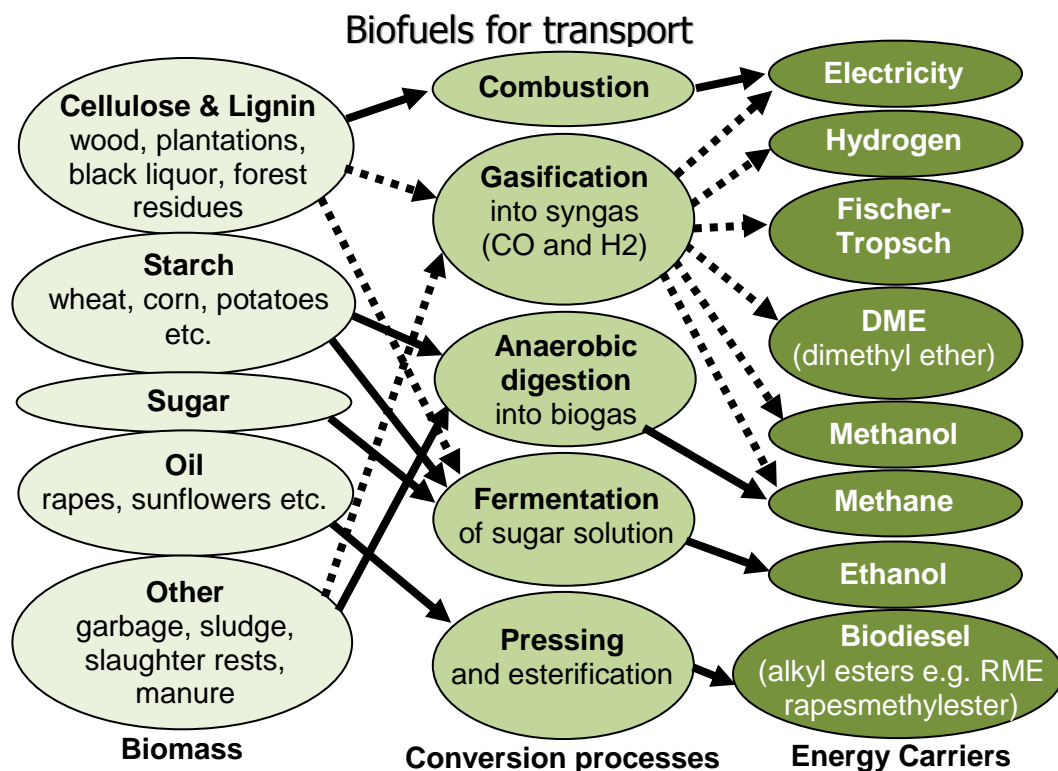 Biofuels for transport
Cellulose & Lignin
wood, plantations,
black liquor, forest
residues
Starch
wheat, corn, potatoes
etc.
Sugar
Oil
rapes, sunflowers etc.
Other
garbage, sludge,
slaughter rests,
manure
Biomass
Combustion
Gasification
into syngas
(CO and H2)
Anaerobic
digestion
into biogas
Fermentation
of sugar solution
Pressing
and esterification
Conversion processes
Electricity
Hydrogen
Fischer-
Tropsch
DME
(dimethyl ether)
Methanol
Methane
Ethanol
Biodiesel
(alkyl esters e.g. RME
rapesmethylester)
Energy Carriers